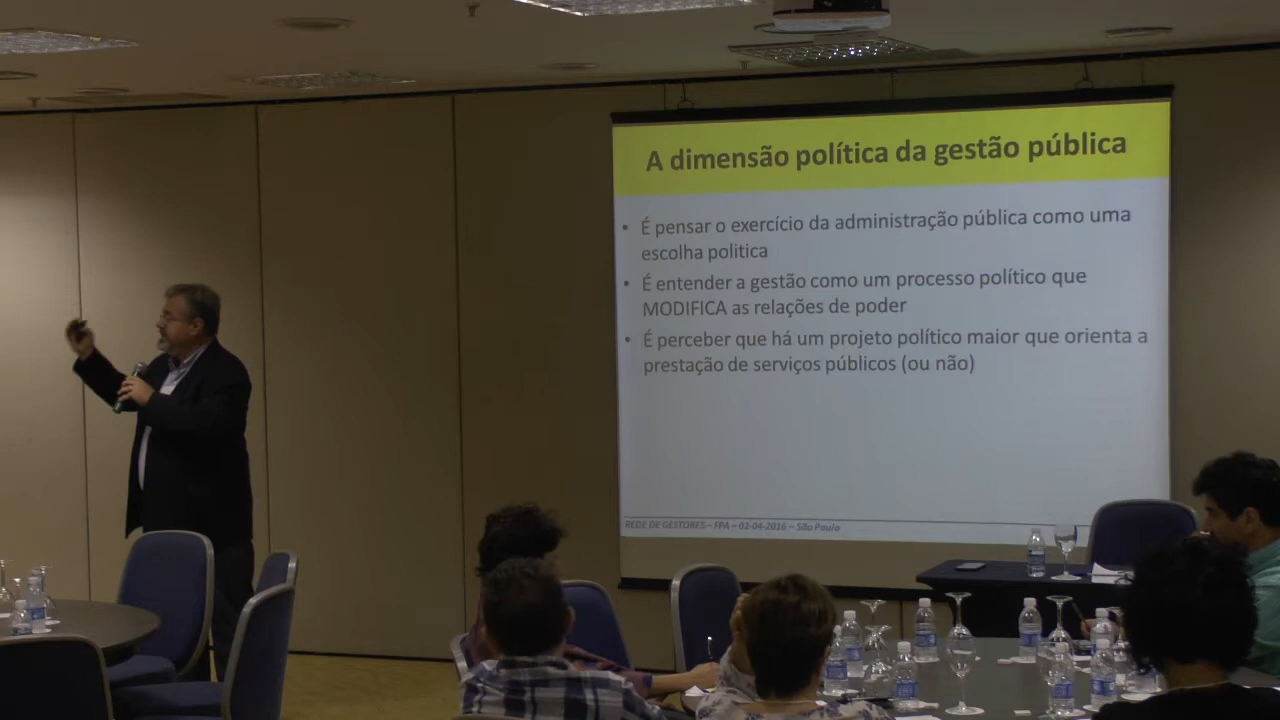 A dimensão política da gestão pública
• É pensar o exercício da administração pública como uma
escolha politica
• É entender a gestão como um processo político que
MODIFICA as relações de poder
• É perceber que há um projeto político maior que orienta a
prestação de serviços públicos (ou não)
REDE DE GESTORES – FPA – 02-04-2016 – São Paulo